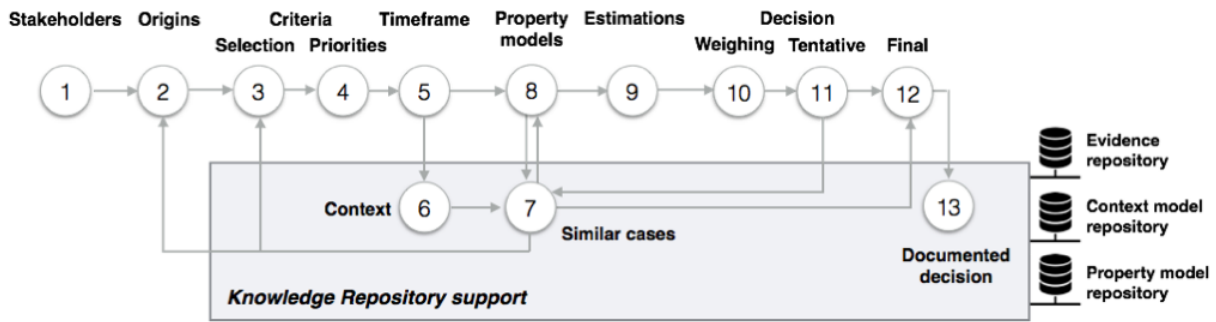 Stakeholders Origins Criteria Timeframe Property models Estimations Decision
Selection Priorities Weighing Tentative Final
1 2 3 4 5 8 9 10 11 12
Evidence
repository
Context 6 7 13
Similar cases
Context model
repository
Documented
decision
Property model
repository
Knowledge Repository support